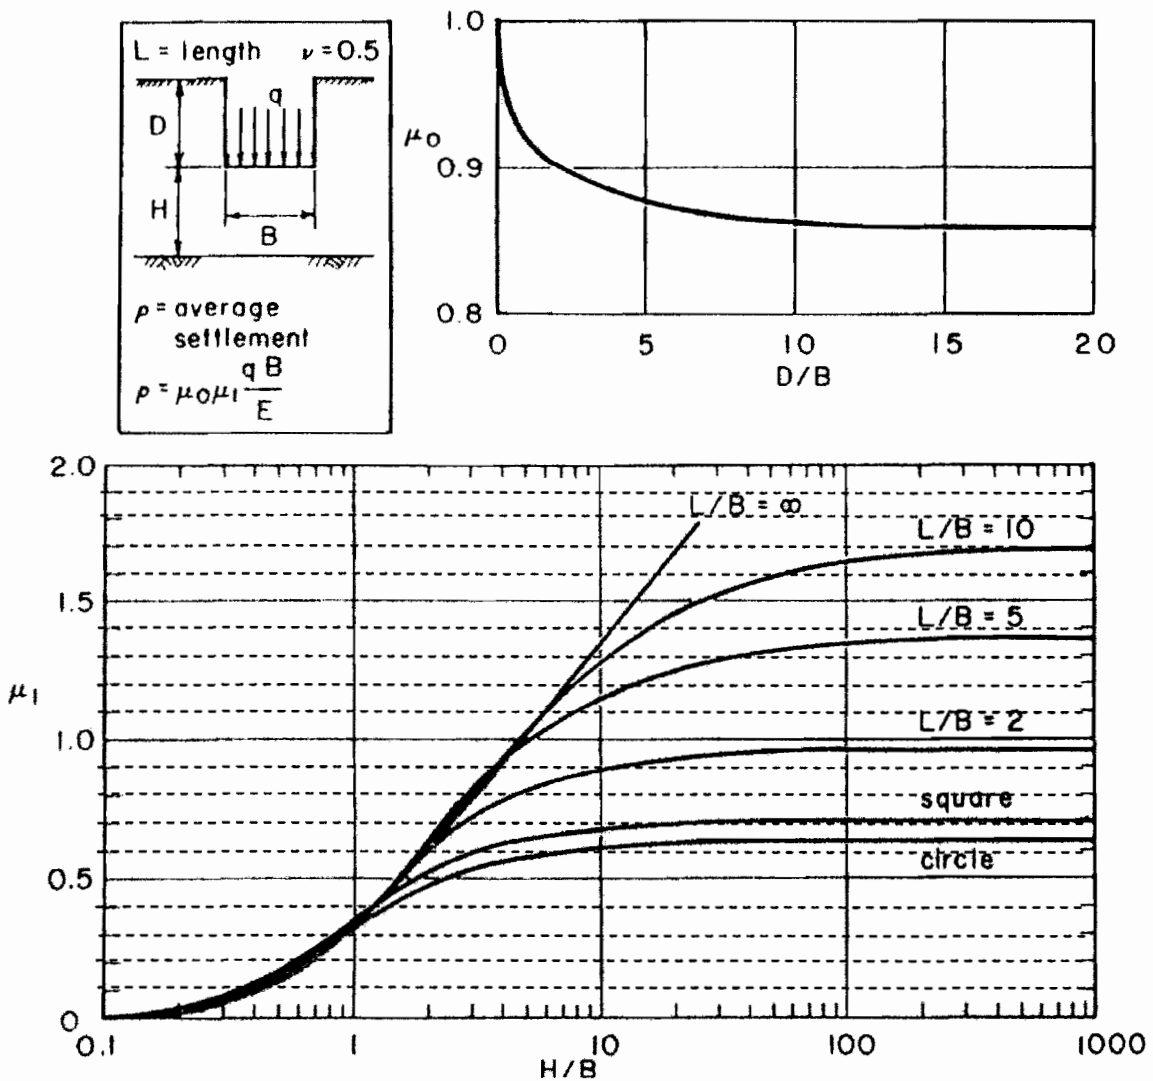 L = length ν = 0.5
q
D
H
B
ρ = average
settlement
ρ = μ0 μ1 q B / E
1.0
μ0
0.9
0.8
0 5 10 15 20
D/B
2.0
L/B = ∞
L/B = 10
1.5
L/B = 5
μ1
L/B = 2
1.0
square
circle
0.5
0
0.1 1 10 100 1000
H/B